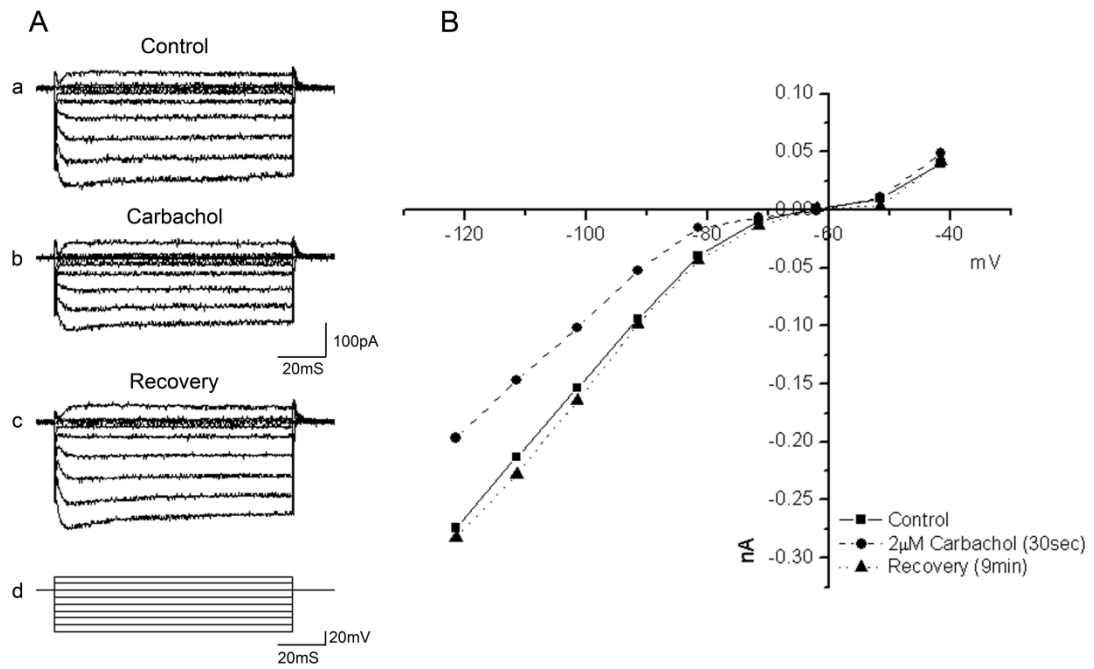 A
B
Control
a
Carbachol
b
100pA
20mS
Recovery
c
d
20mV
20mS
0.10
0.05
0.00
-120
-100
-80
-60
-40
mV
-0.05
-0.10
-0.15
-0.20
-0.25
-0.30
nA
Control
2µM Carbachol (30sec)
Recovery (9min)